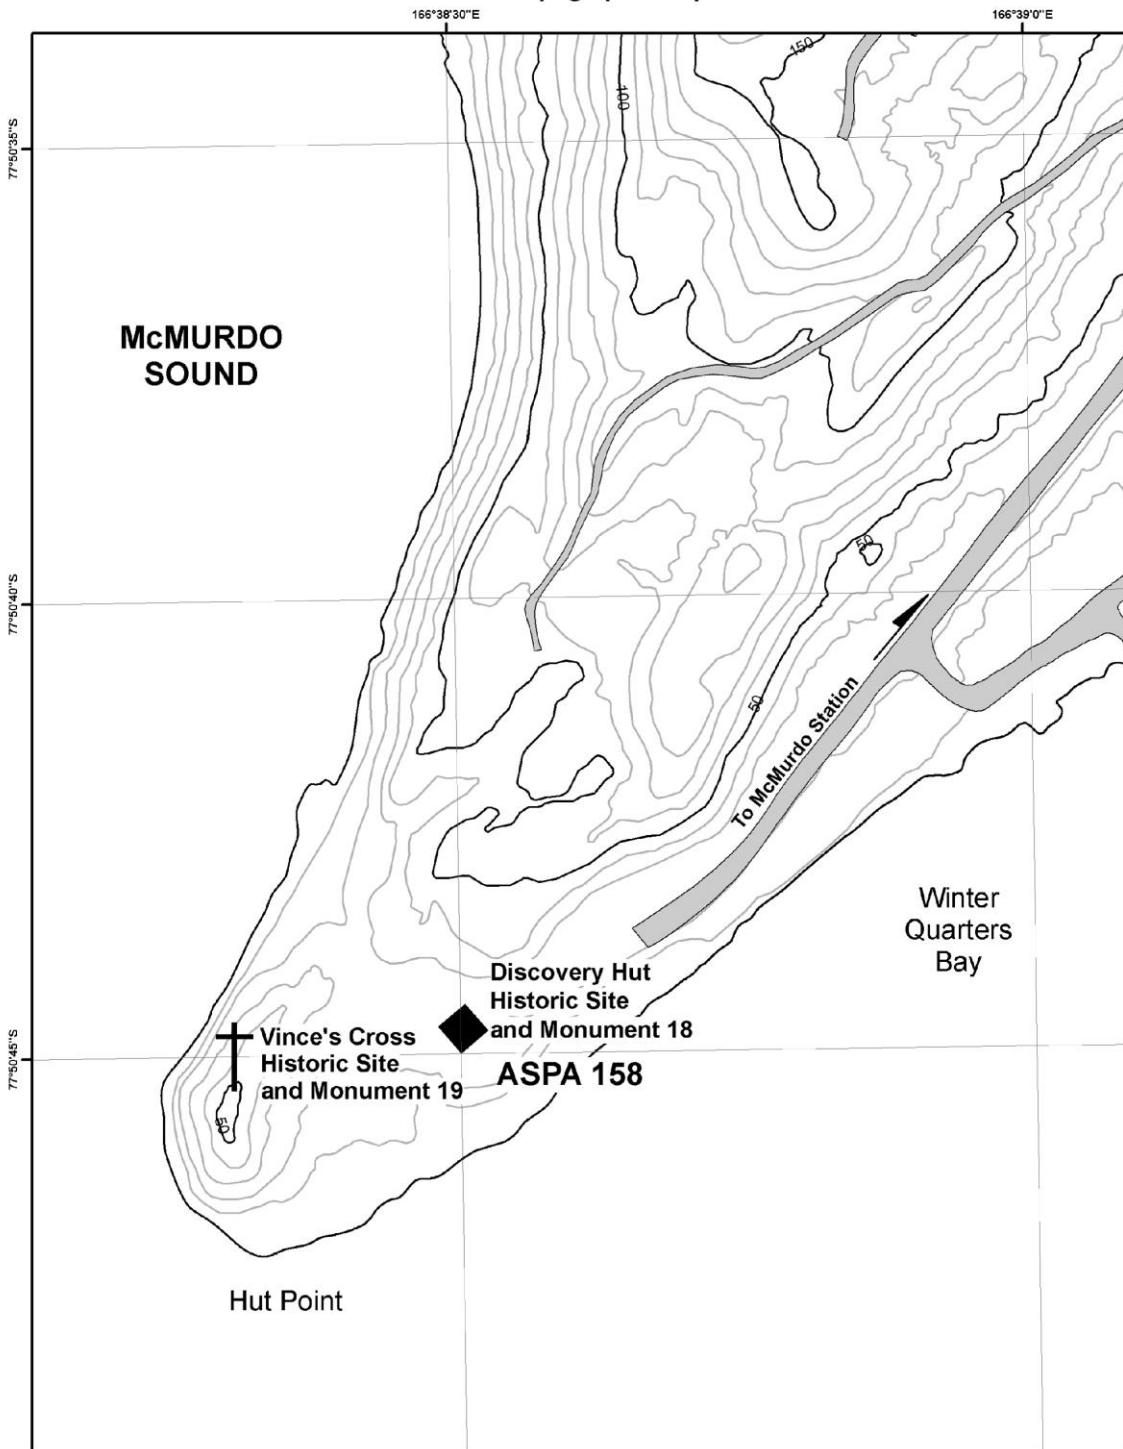 166°38'30"E
166°39'0"E
150
100
77°50'35"S
McMURDO
SOUND
50
77°50'40"S
50
To McMurdo Station
Winter
Quarters
Bay
Discovery Hut
Historic Site
and Monument 18
Vince's Cross
Historic Site
and Monument 19
ASPA 158
77°50'45"S
50
Hut Point